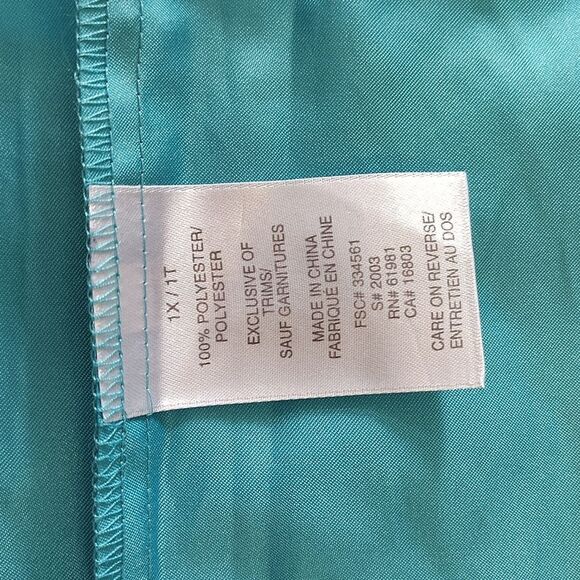 1X / 1T
100% POLYESTER/
POLYESTER
EXCLUSIVE OF
TRIMS/
SAUF GARNITURES
MADE IN CHINA
FABRIQUÉ EN CHINE
FSC# 334561
S# 2003
RN# 61981
CA# 16803
CARE ON REVERSE/
ENTRETIEN AU DOS